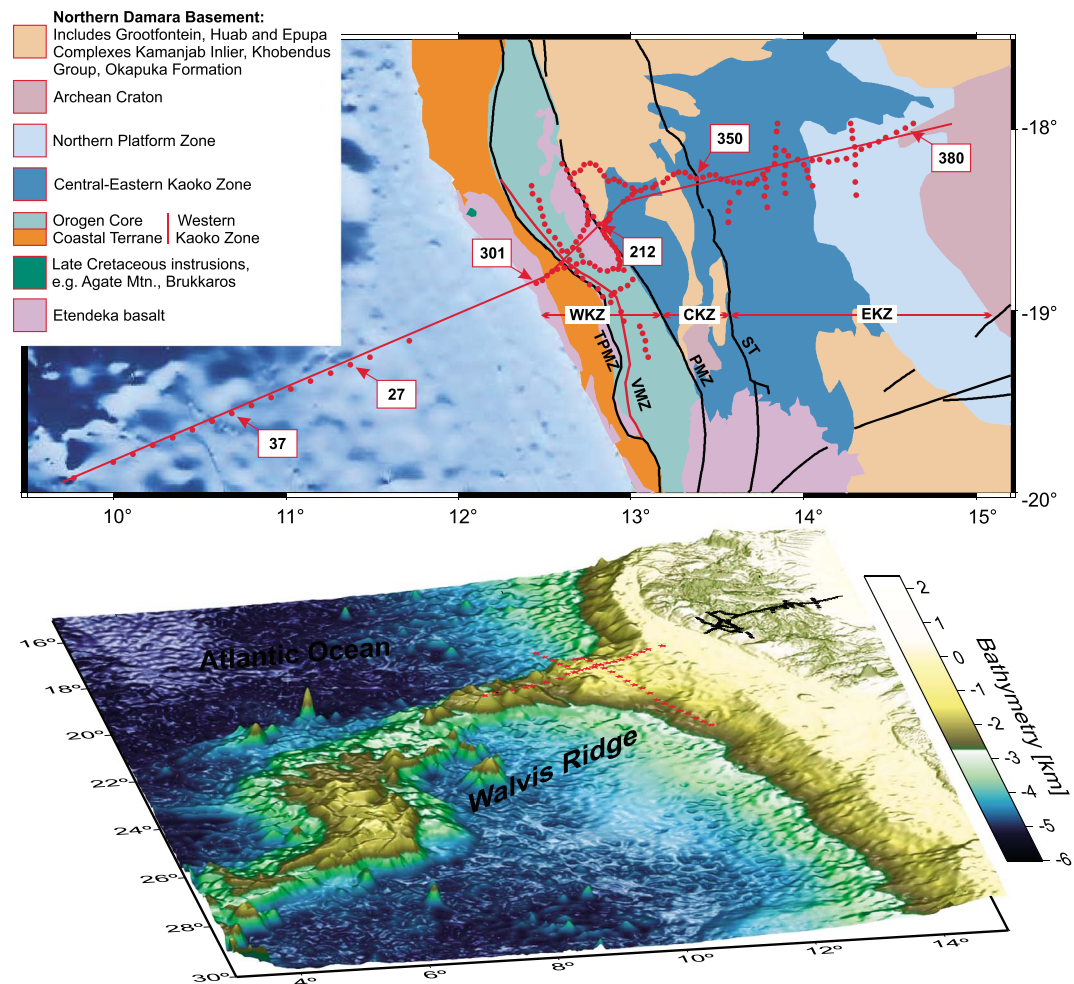 Northern Damara Basement:
Includes Grootfontein, Huab and Epupa
Complexes Kamanjab Inlier, Khobendus
Group, Okapuka Formation
Archean Craton
Northern Platform Zone
Central-Eastern Kaoko Zone
Orogen Core
Coastal Terrane
Western
Kaoko Zone
Late Cretaceous instrusions,
e.g. Agate Mtn., Brukkaros
Etendeka basalt
350
380
-18°
301
212
WKZ
CKZ
EKZ
-19°
TPMZ
VMZ
PMZ
ST
27
37
-20°
10°
11°
12°
13°
14°
15°
16°
18°
20°
22°
24°
26°
28°
30°
4°
6°
8°
10°
12°
14°
Atlantic Ocean
Walvis Ridge
2
1
0
-1
-2
-3
-4
-5
-6
Bathymetry [km]